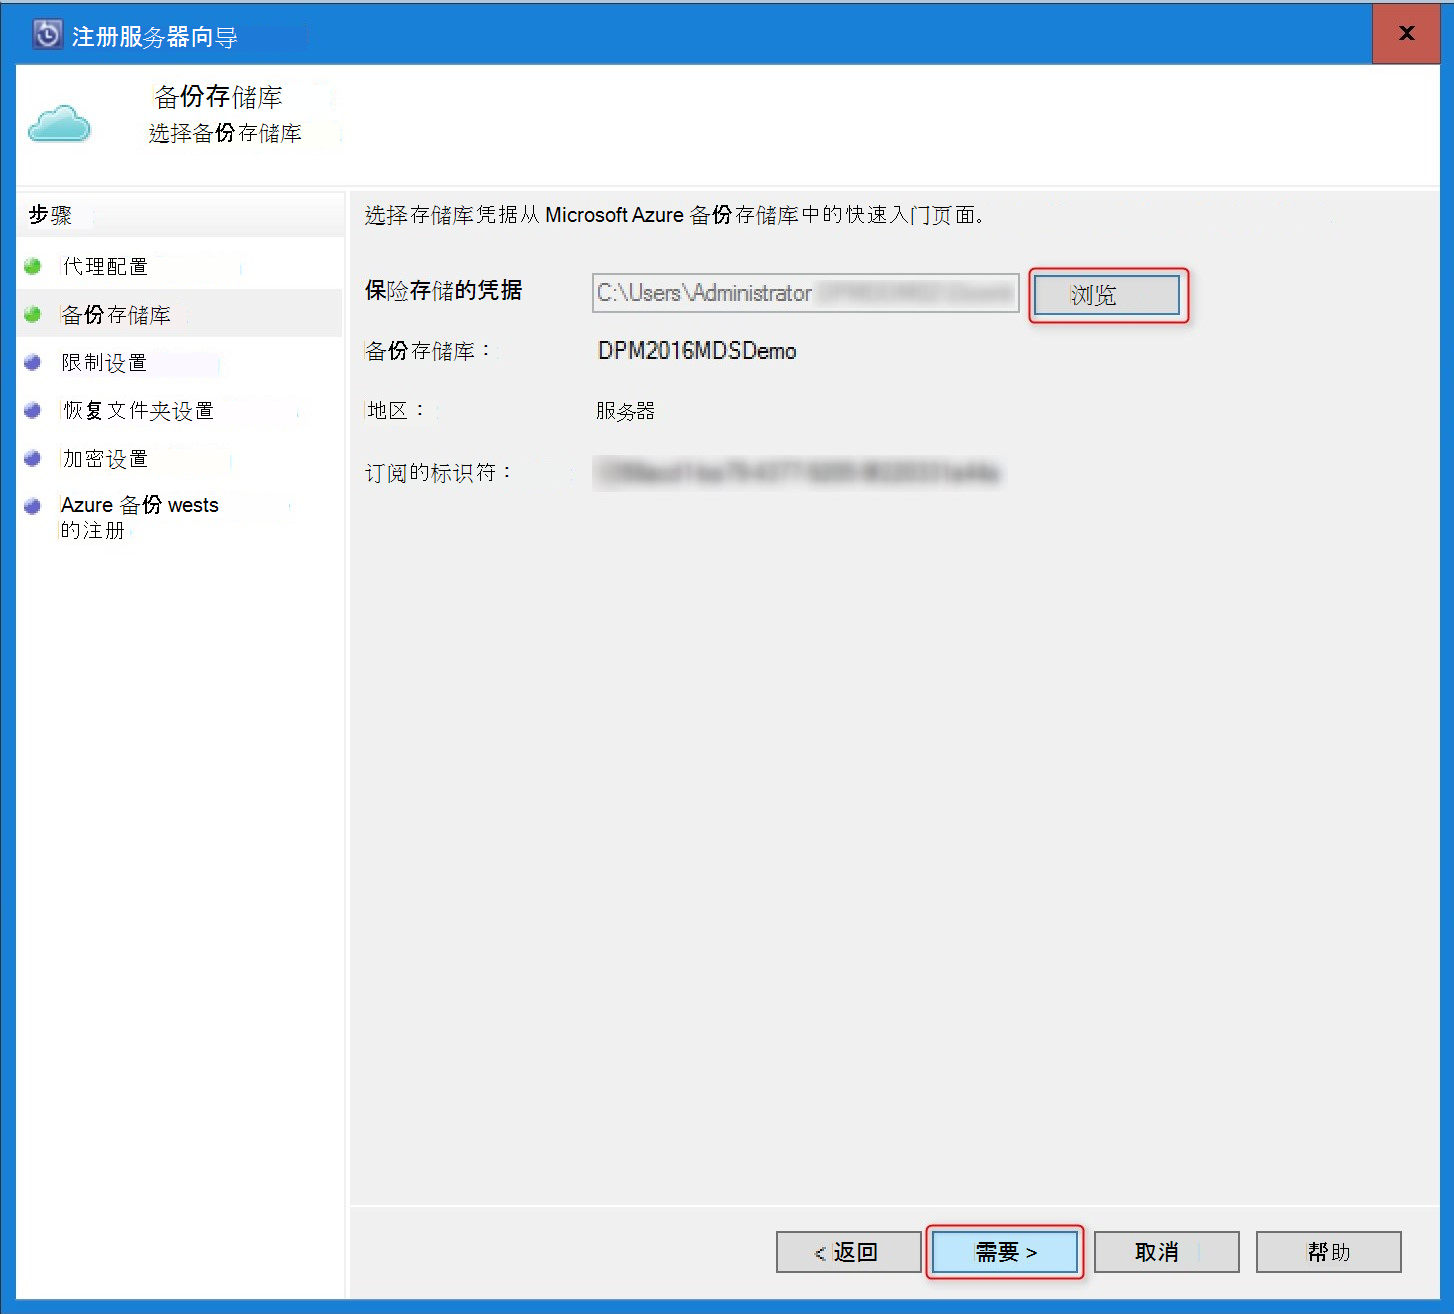 注册服务器向导
备份存储库
选择备份存储库
步骤
代理配置
备份存储库
限制设置
恢复文件夹设置
加密设置
Azure 备份 wests
的注册
选择存储库凭据从 Microsoft Azure 备份存储库中的快速入门页面。
保险存储的凭据 C:\Users\Administrator 浏览
备份存储库： DPM2016MDSDemo
地区： 服务器
订阅的标识符：
< 返回 需要 > 取消 帮助